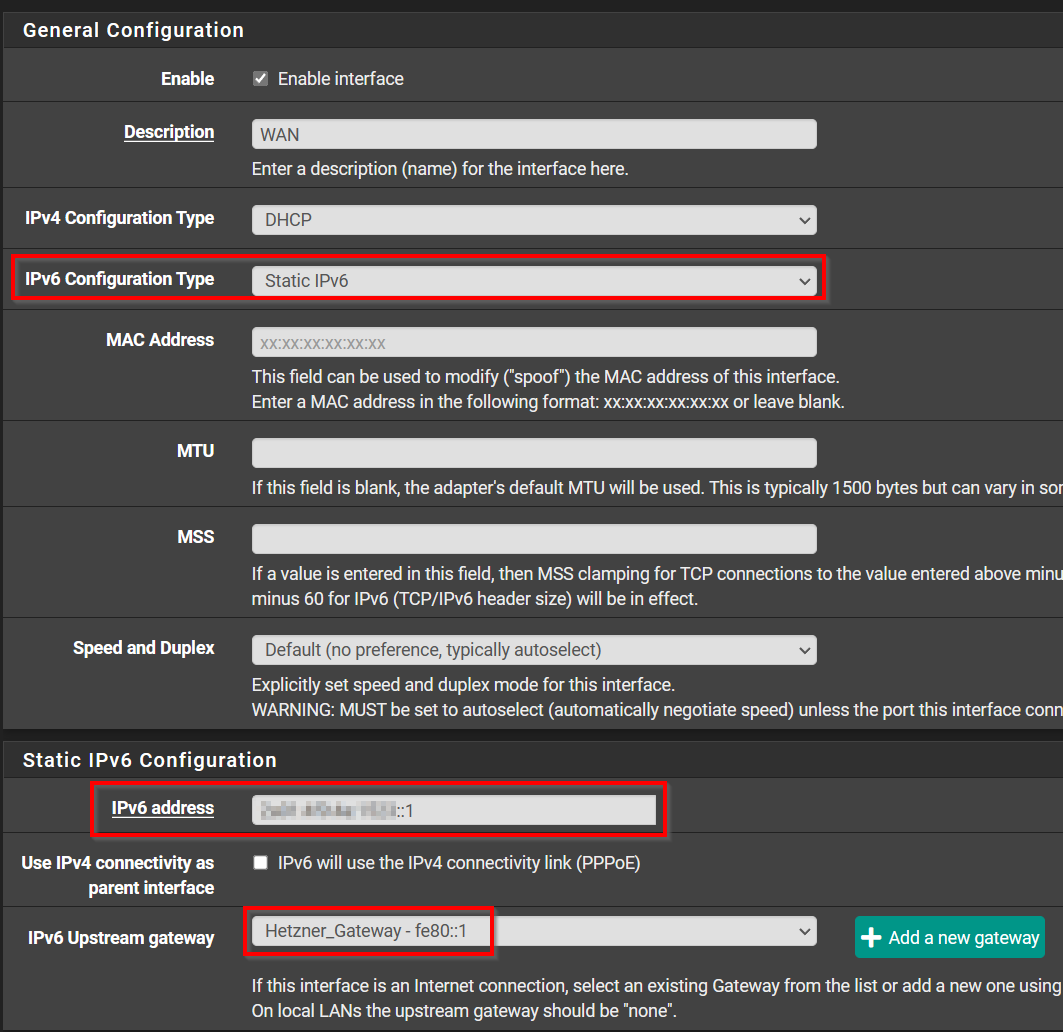 General Configuration
Enable
Enable interface
Description
WAN
Enter a description (name) for the interface here.
IPv4 Configuration Type
DHCP
IPv6 Configuration Type
Static IPv6
MAC Address
xx:xx:xx:xx:xx:xx
This field can be used to modify ("spoof") the MAC address of this interface.
Enter a MAC address in the following format: xx:xx:xx:xx:xx:xx or leave blank.
MTU
If this field is blank, the adapter's default MTU will be used. This is typically 1500 bytes but can vary in
MSS
If a value is entered in this field, then MSS clamping for TCP connections to the value entered above
minus 60 for IPv6 (TCP/IPv6 header size) will be in effect.
Speed and Duplex
Default (no preference, typically autoselect)
Explicitly set speed and duplex mode for this interface.
WARNING: MUST be set to autoselect (automatically negotiate speed) unless the port this interface
Static IPv6 Configuration
IPv6 address
::1
Use IPv4 connectivity as
parent interface
IPv6 will use the IPv4 connectivity link (PPPoE)
IPv6 Upstream gateway
Hetzner_Gateway - fe80::1
Add a new gateway
If this interface is an Internet connection, select an existing Gateway from the list or add a new one using
On local LANs the upstream gateway should be "none".